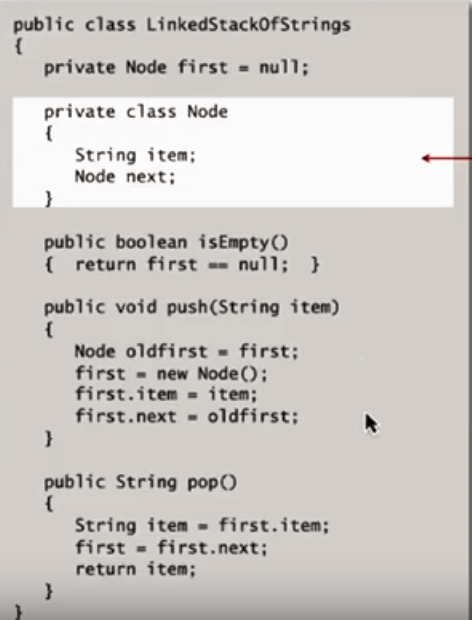 public class LinkedStackOfStrings
{
private Node first = null;
private class Node
{
String item;
Node next;
}
public boolean isEmpty()
{ return first == null; }
public void push(String item)
{
Node oldfirst = first;
first = new Node();
first.item = item;
first.next = oldfirst;
}
public String pop()
{
String item = first.item;
first = first.next;
return item;
}
}